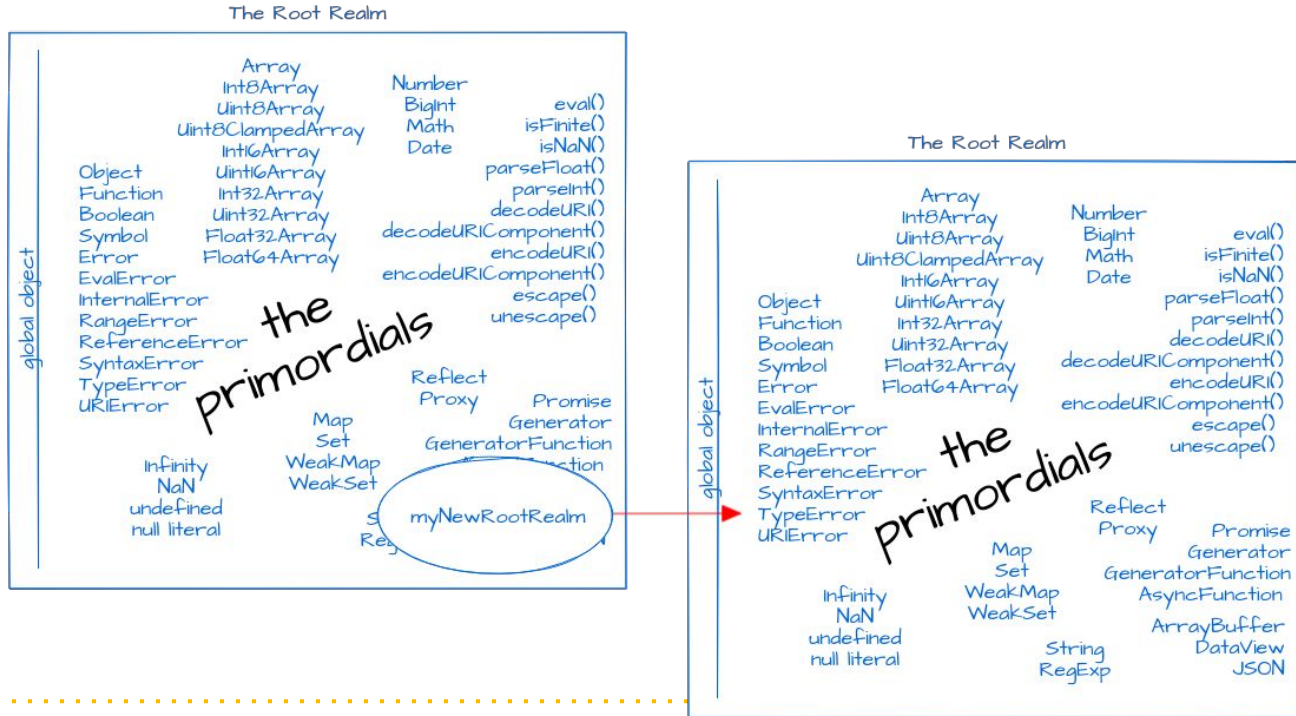 The Root Realm
global object
Object
Function
Boolean
Symbol
Error
EvalError
InternalError
RangeError
ReferenceError
SyntaxError
TypeError
URIError
Array
Int8Array
Uint8Array
Uint8ClampedArray
Int16Array
Uint16Array
Int32Array
Uint32Array
Float32Array
Float64Array
Number
BigInt
Math
Date
eval()
isFinite()
isNaN()
parseFloat()
parseInt()
decodeURI()
decodeURIComponent()
encodeURI()
encodeURIComponent()
escape()
unescape()
the
primordials
Infinity
NaN
undefined
null literal
Map
Set
WeakMap
WeakSet
Reflect
Proxy
Promise
Generator
GeneratorFunction
myNewRootRealm
The Root Realm
global object
Object
Function
Boolean
Symbol
Error
EvalError
InternalError
RangeError
ReferenceError
SyntaxError
TypeError
URIError
Array
Int8Array
Uint8Array
Uint8ClampedArray
Int16Array
Uint16Array
Int32Array
Uint32Array
Float32Array
Float64Array
Number
BigInt
Math
Date
eval()
isFinite()
isNaN()
parseFloat()
parseInt()
decodeURI()
decodeURIComponent()
encodeURI()
encodeURIComponent()
escape()
unescape()
the
primordials
Infinity
NaN
undefined
null literal
Map
Set
WeakMap
WeakSet
Reflect
Proxy
Promise
Generator
GeneratorFunction
AsyncFunction
String
RegExp
ArrayBuffer
DataView
JSON